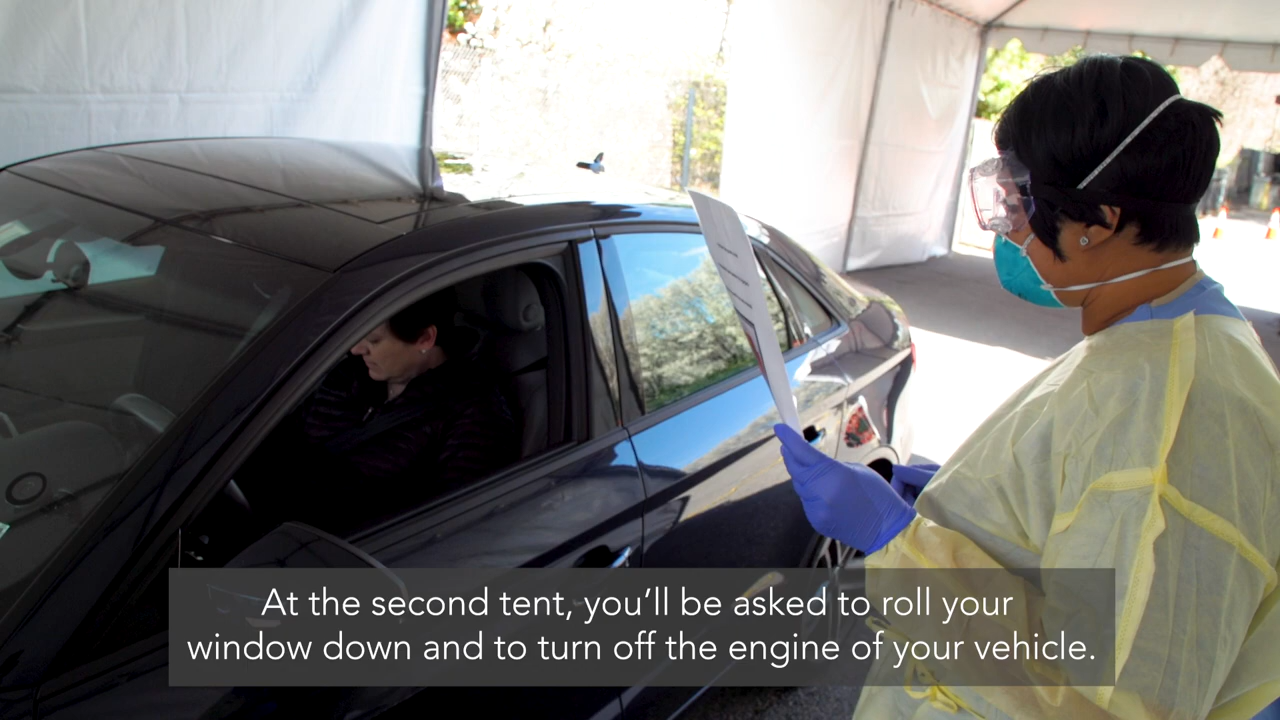 At the second tent, you’ll be asked to roll your
window down and to turn off the engine of your vehicle.